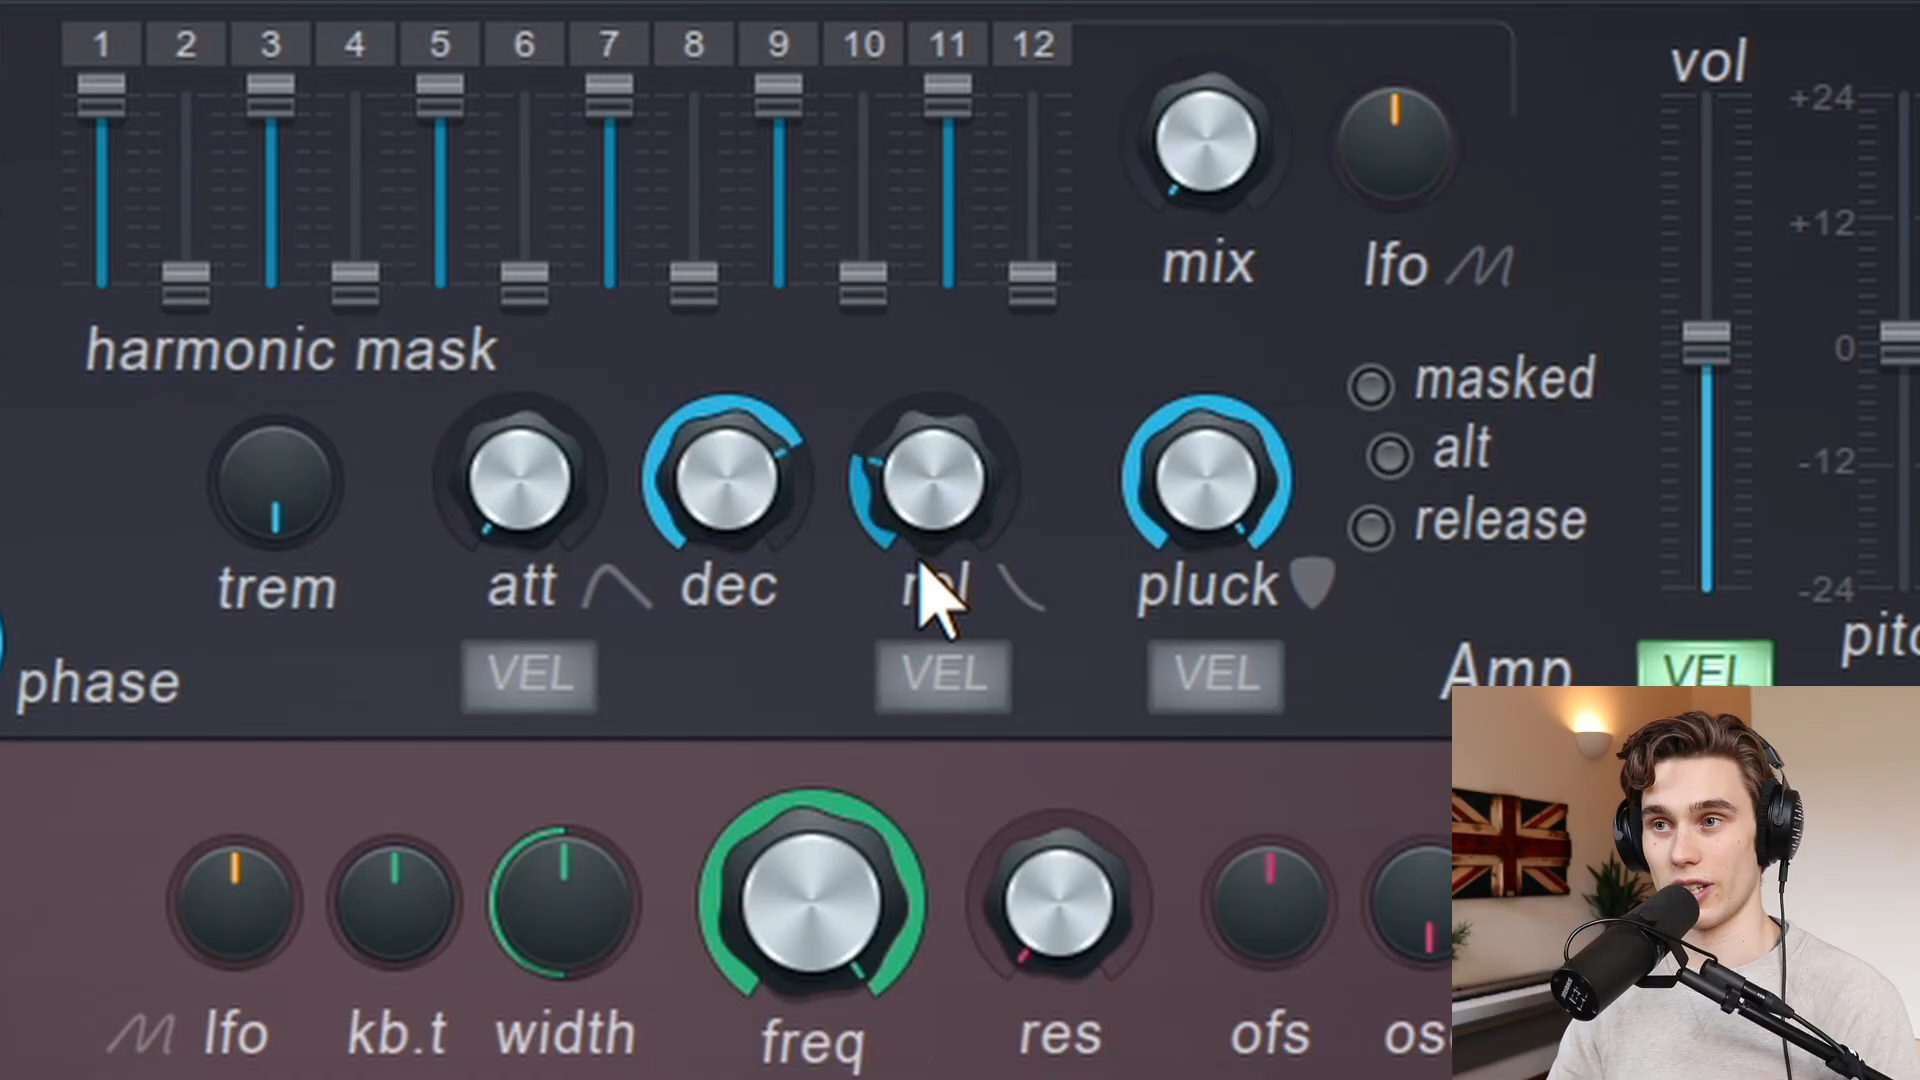 1 2 3 4 5 6 7 8 9 10 11 12
vol
+24
+12
0
-12
-24
mix
lfo
harmonic mask
masked
alt
release
trem
att
dec
rel
pluck
VEL
VEL
VEL
phase
Amp
VEL
lfo
kb.t
width
freq
res
ofs